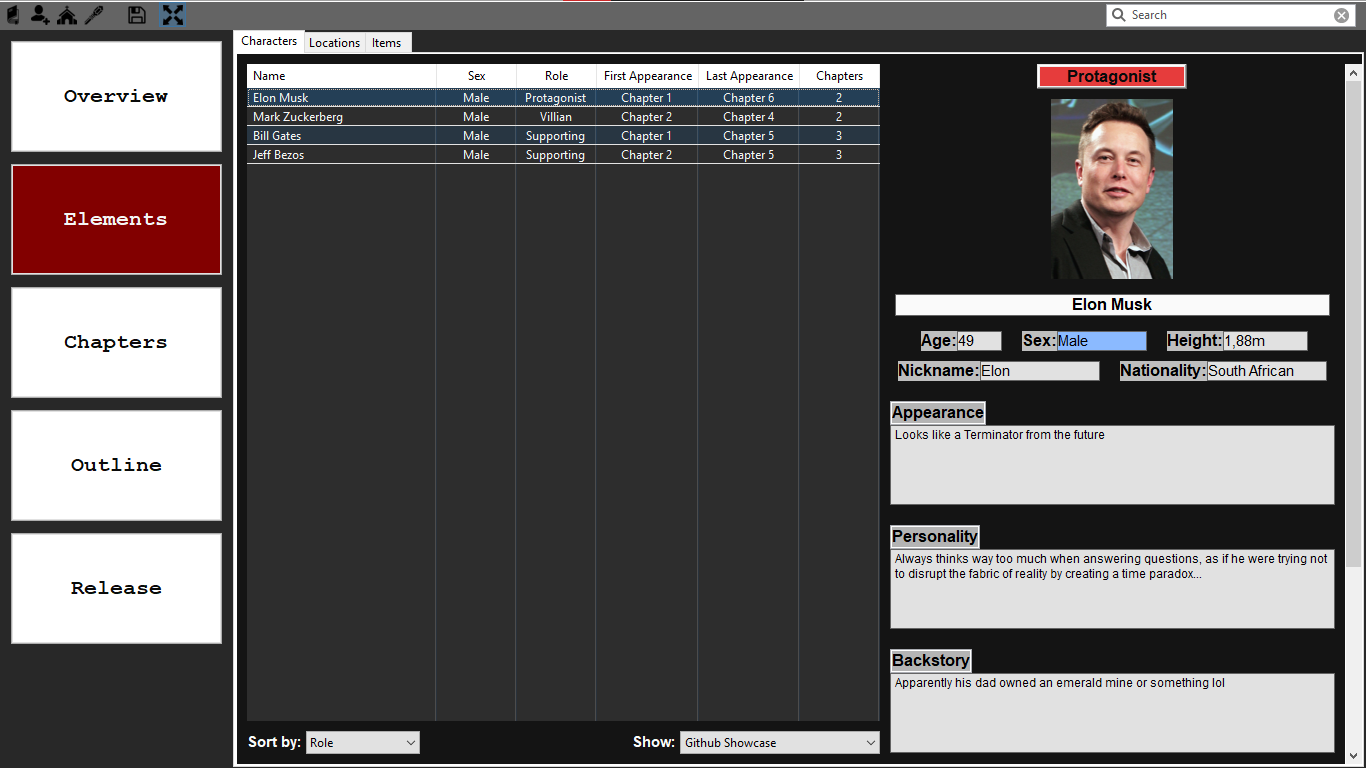 Search
Overview
Elements
Chapters
Outline
Release
Characters Locations Items
Name Sex Role First Appearance Last Appearance Chapters
Elon Musk Male Protagonist Chapter 1 Chapter 6 2
Mark Zuckerberg Male Villian Chapter 2 Chapter 4 2
Bill Gates Male Supporting Chapter 1 Chapter 5 3
Jeff Bezos Male Supporting Chapter 2 Chapter 5 3
Sort by: Role Show: Github Showcase
Protagonist
Elon Musk
Age: 49 Sex: Male Height: 1,88m
Nickname: Elon Nationality: South African
Appearance
Looks like a Terminator from the future
Personality
Always thinks way too much when answering questions, as if he were trying not
to disrupt the fabric of reality by creating a time paradox...
Backstory
Apparently his dad owned an emerald mine or something lol